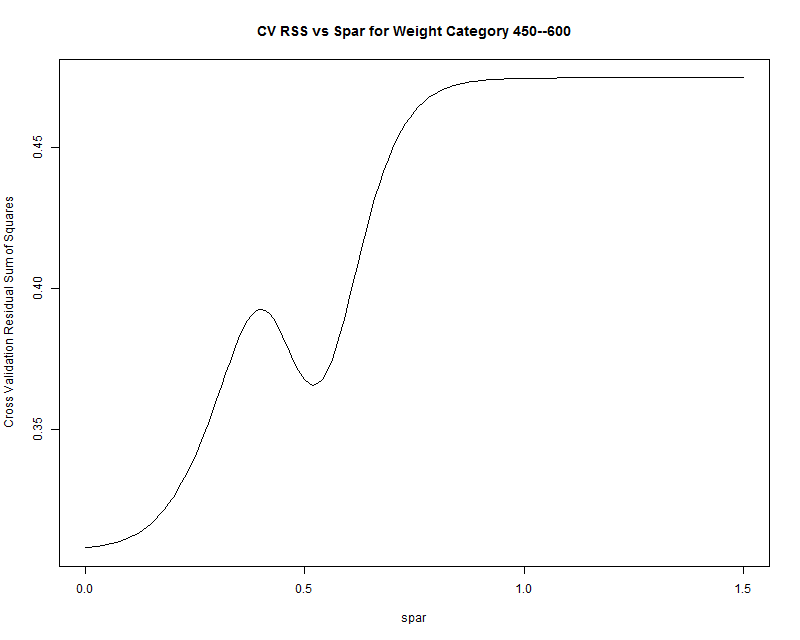 CV RSS vs Spar for Weight Category 450--600
Cross Validation Residual Sum of Squares
0.45
0.40
0.35
0.0
0.5
1.0
1.5
spar